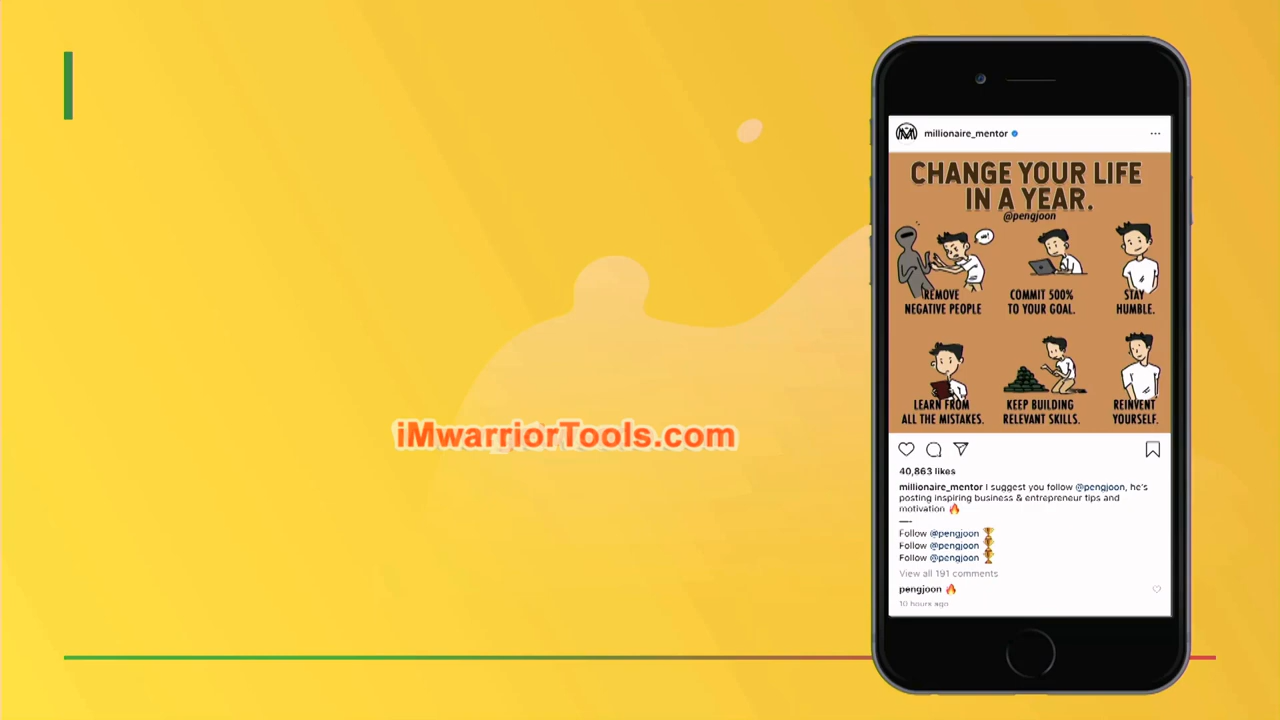 iMwarriorTools.com
millionaire_mentor
CHANGE YOUR LIFE
IN A YEAR.
@pengjoon
HI!
REMOVE
NEGATIVE PEOPLE
COMMIT 500%
TO YOUR GOAL.
STAY
HUMBLE.
LEARN FROM
ALL THE MISTAKES.
KEEP BUILDING
RELEVANT SKILLS.
REINVENT
YOURSELF.
40,863 likes
millionaire_mentor I suggest you follow @pengjoon, he's
posting inspiring business & entrepreneur tips and
motivation 🔥
—-
Follow @pengjoon 🏆
Follow @pengjoon 🏆
Follow @pengjoon 🏆
View all 191 comments
pengjoon 🔥
10 hours ago